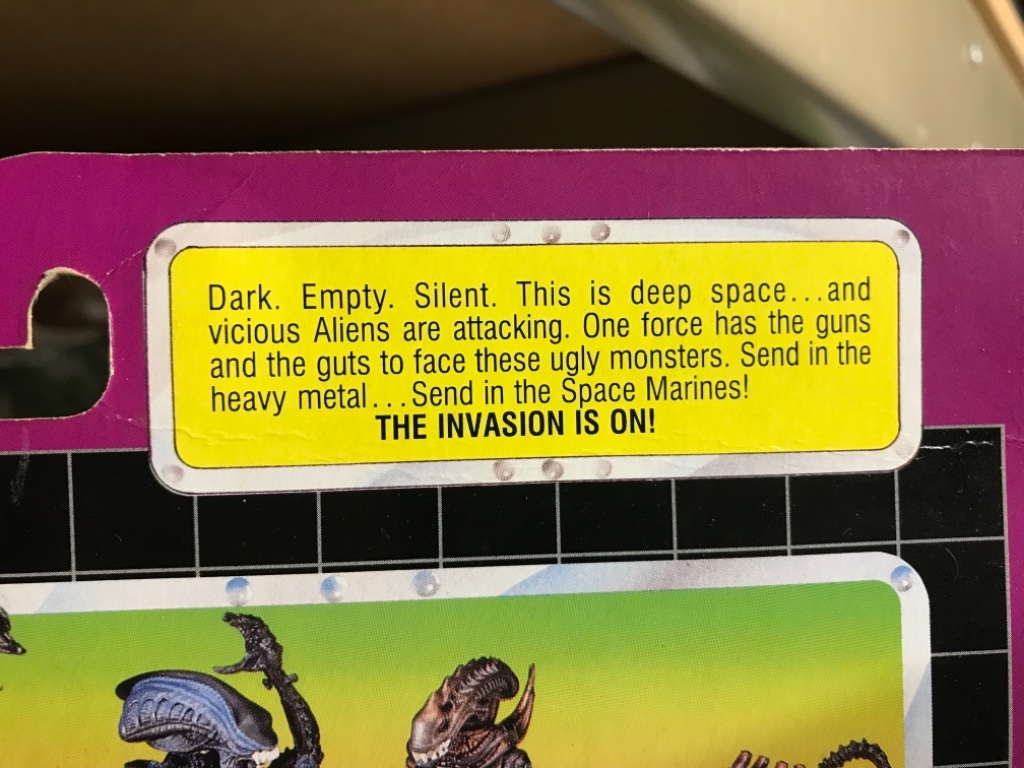 Dark. Empty. Silent. This is deep space...and
vicious Aliens are attacking. One force has the guns
and the guts to face these ugly monsters. Send in the
heavy metal...Send in the Space Marines!
THE INVASION IS ON!